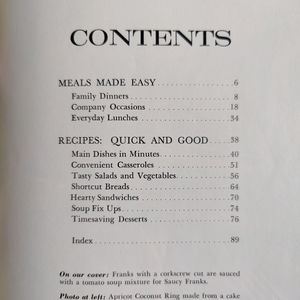 CONTENTS
MEALS MADE EASY . . . . . . . . . . . . . . . 6
Family Dinners . . . . . . . . . . . . . . . . . . 8
Company Occasions . . . . . . . . . . . . . . 18
Everyday Lunches . . . . . . . . . . . . . . . 34
RECIPES: QUICK AND GOOD . . . . . 38
Main Dishes in Minutes . . . . . . . . . . . 40
Convenient Casseroles . . . . . . . . . . . . 51
Tasty Salads and Vegetables . . . . . . . . 56
Shortcut Breads . . . . . . . . . . . . . . . . . 64
Hearty Sandwiches . . . . . . . . . . . . . . 70
Soup Fix Ups . . . . . . . . . . . . . . . . . . 74
Timesaving Desserts . . . . . . . . . . . . . 76
Index . . . . . . . . . . . . . . . . . . . . . . . 89
On our cover: Franks with a corkscrew cut are sauced
with a tomato soup mixture for Saucy Franks.
Photo at left: Apricot Coconut Ring made from a cake